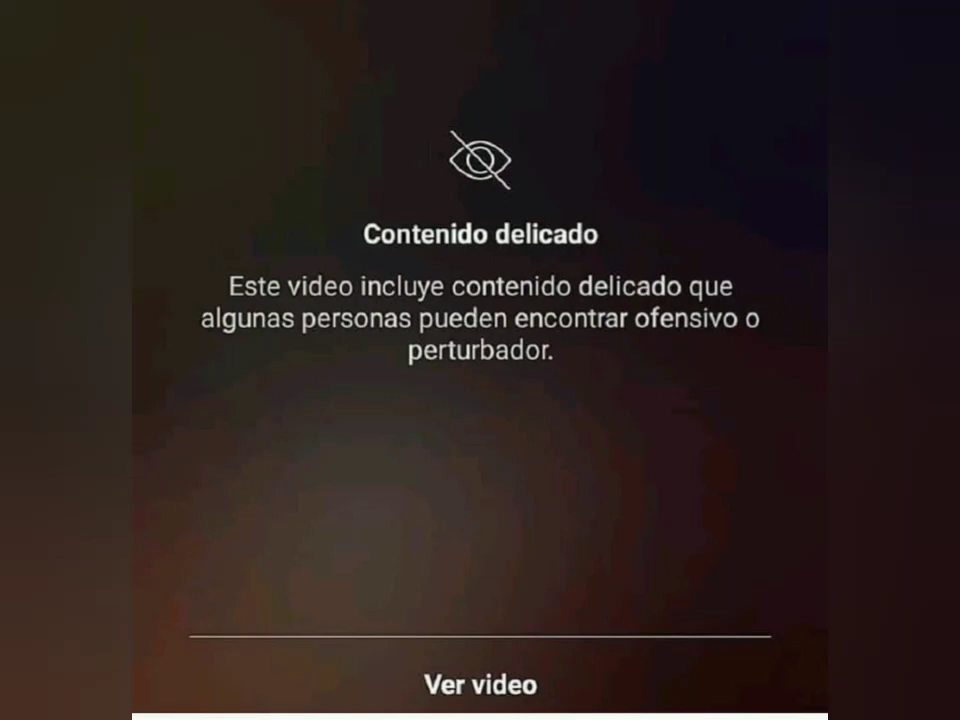 Contenido delicado
Este video incluye contenido delicado que
algunas personas pueden encontrar ofensivo o
perturbador.
Ver video